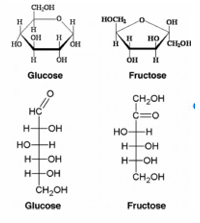 CH₂OH
H O H
H
OH H
HO OH
H OH
Glucose
HOCH₂ O OH
H H HO CH₂OH
OH H
Fructose
O
HC
H OH
HO H
H OH
H OH
CH₂OH
Glucose
CH₂OH
C=O
HO H
H OH
H OH
CH₂OH
Fructose